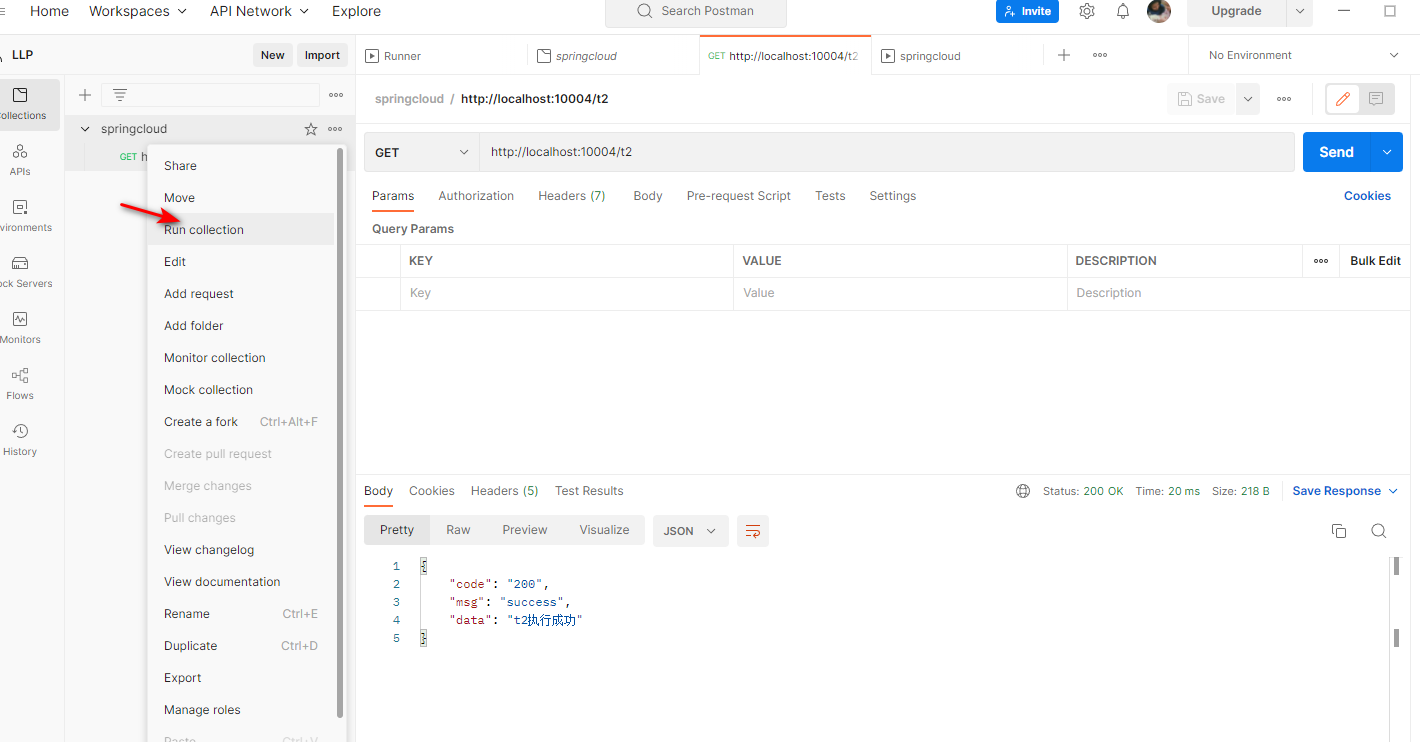 Home Workspaces API Network Explore Search Postman Invite Upgrade
LLP New Import
Runner springcloud GET http://localhost:10004/t2 springcloud No Environment
springcloud / http://localhost:10004/t2 Save
ollections
APIs
vironments
ock Servers
Monitors
Flows
History
springcloud
GET h
Share
Move
Run collection
Edit
Add request
Add folder
Monitor collection
Mock collection
Create a fork Ctrl+Alt+F
Create pull request
Merge changes
Pull changes
View changelog
View documentation
Rename Ctrl+E
Duplicate Ctrl+D
Export
Manage roles
Paste Ctrl+V
GET http://localhost:10004/t2 Send
Params Authorization Headers (7) Body Pre-request Script Tests Settings Cookies
Query Params
KEY VALUE DESCRIPTION Bulk Edit
Key Value Description
Body Cookies Headers (5) Test Results Status: 200 OK Time: 20 ms Size: 218 B Save Response
Pretty Raw Preview Visualize JSON
1 {
2 "code": "200",
3 "msg": "success",
4 "data": "t2执行成功"
5 }